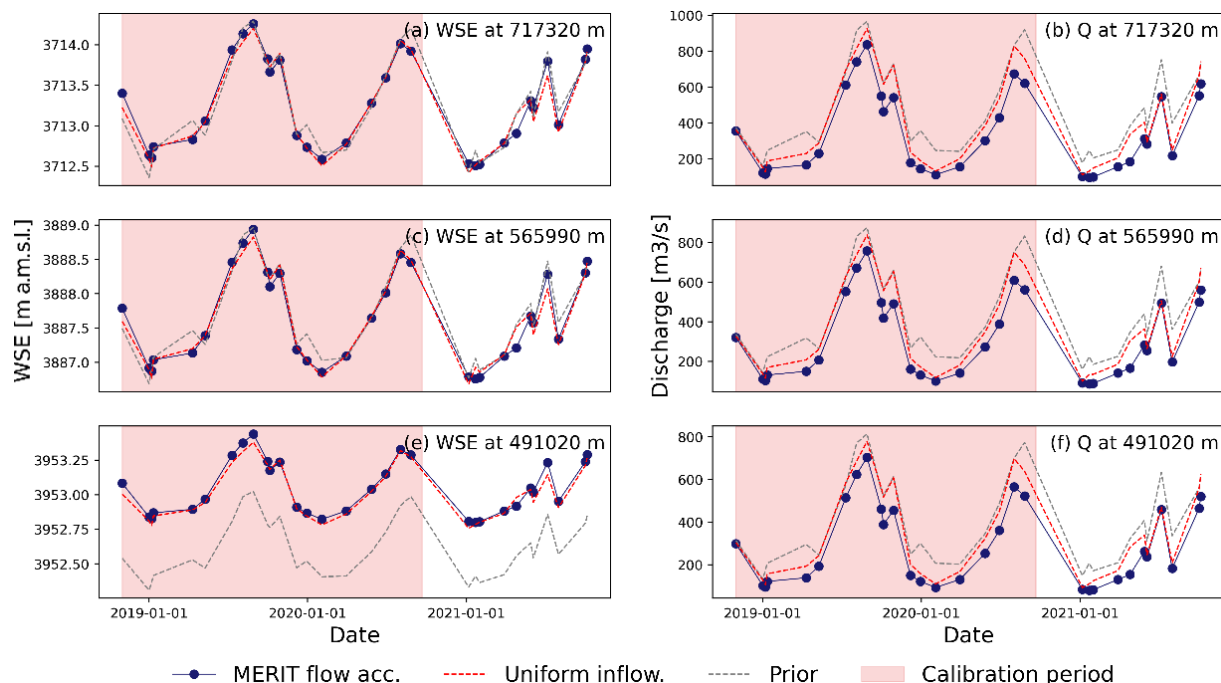 (a) WSE at 717320 m
3714.0
3713.5
3713.0
3712.5
(b) Q at 717320 m
1000
800
600
400
200
WSE [m a.m.s.l.]
(c) WSE at 565990 m
3889.0
3888.5
3888.0
3887.5
3887.0
Discharge [m3/s]
(d) Q at 565990 m
800
600
400
200
(e) WSE at 491020 m
3953.25
3953.00
3952.75
3952.50
2019-01-01
2020-01-01
2021-01-01
Date
(f) Q at 491020 m
800
600
400
200
2019-01-01
2020-01-01
2021-01-01
Date
MERIT flow acc.
Uniform inflow.
Prior
Calibration period